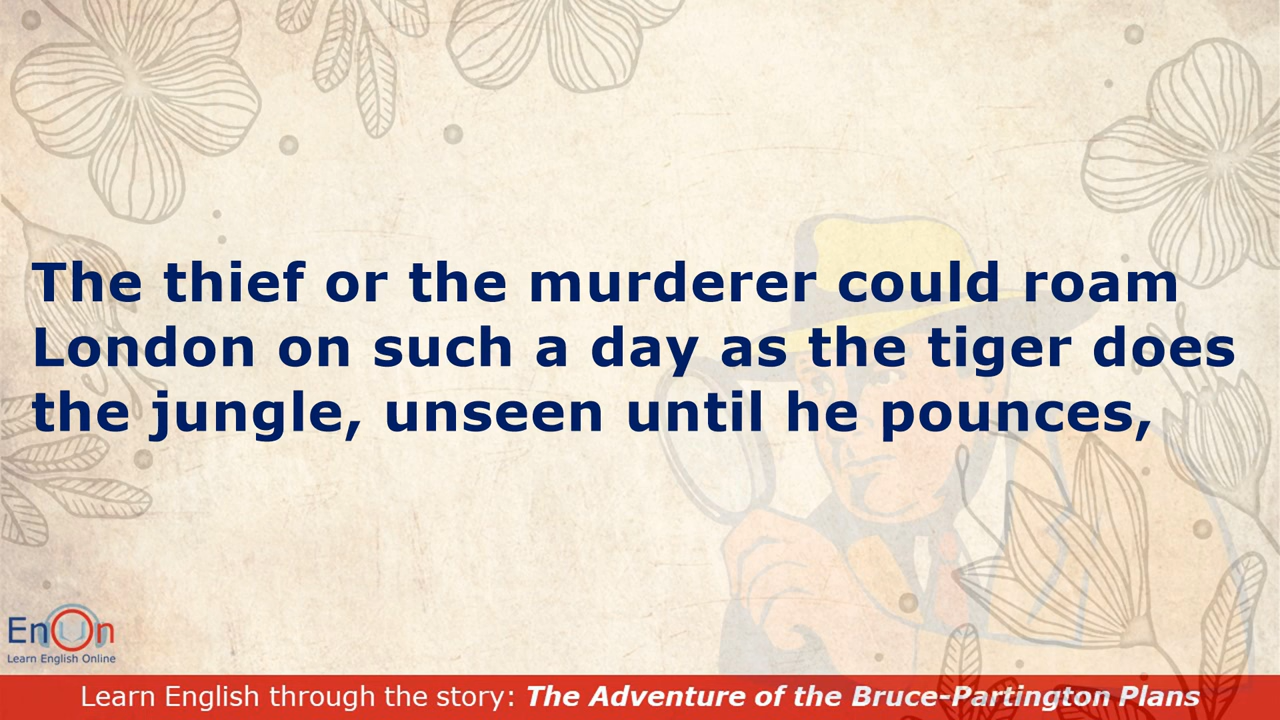 The thief or the murderer could roam
London on such a day as the tiger does
the jungle, unseen until he pounces,
EnOn
Learn English Online
Learn English through the story: The Adventure of the Bruce-Partington Plans